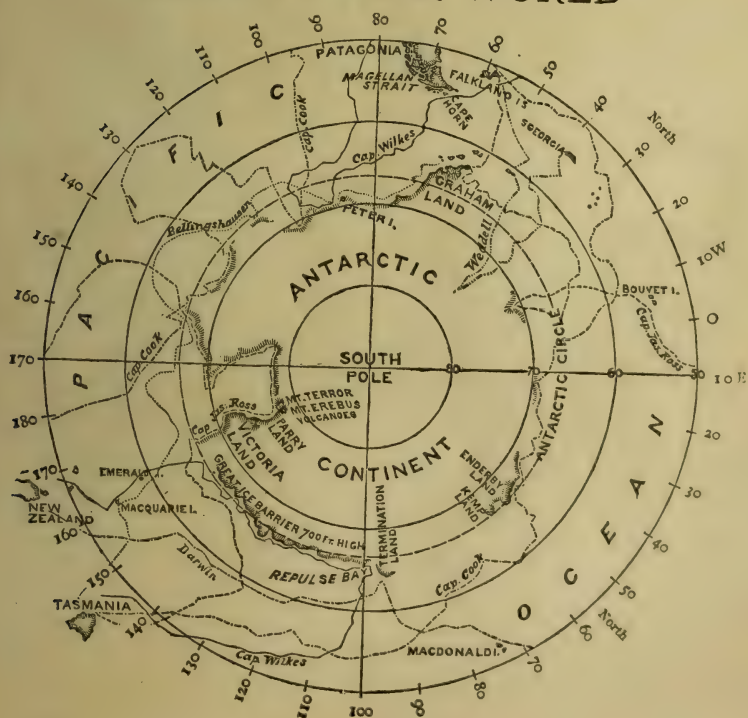 WORLD
PATAGONIA
MAGELLAN
STRAIT
CAPE
HORN
FALKLAND IS
S GEORGIA
North
P A C I F I C
Cap. Cook
Cap. Wilkes
GRAHAM
LAND
PETER I.
Bellingshausen
Weddell
ANTARCTIC
BOUVET I.
Cap. Jas. Ross
Cap. Cook
SOUTH
POLE
80
70
60
50
ANTARCTIC CIRCLE
MT. TERROR
MT. EREBUS
VOLCANOES
Cap. Jas. Ross
PARRY
LAND
VICTORIA
LAND
CONTINENT
ENDERBY
LAND
KEMP
LAND
GREAT ICE BARRIER 700 FT. HIGH
TERMINATION
LAND
REPULSE BAY
EMERALD I.
MACQUARIE I.
NEW
ZEALAND
Darwin
TASMANIA
Cap. Wilkes
Cap. Cook
MACDONALD I.
OCEAN
North
80
70
60
50
40
30
20
10W
0
10 E
20
30
40
50
60
70
80
90
100
110
120
130
140
150
160
170
180
170
160
150
140
130
120
110
100
90